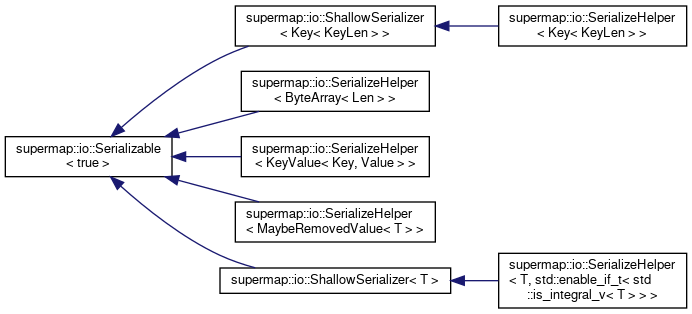 supermap::io::Serializable
< true >
supermap::io::ShallowSerializer
< Key< KeyLen > >
supermap::io::SerializeHelper
< Key< KeyLen > >
supermap::io::SerializeHelper
< ByteArray< Len > >
supermap::io::SerializeHelper
< KeyValue< Key, Value > >
supermap::io::SerializeHelper
< MaybeRemovedValue< T > >
supermap::io::ShallowSerializer< T >
supermap::io::SerializeHelper
< T, std::enable_if_t< std
::is_integral_v< T > > >